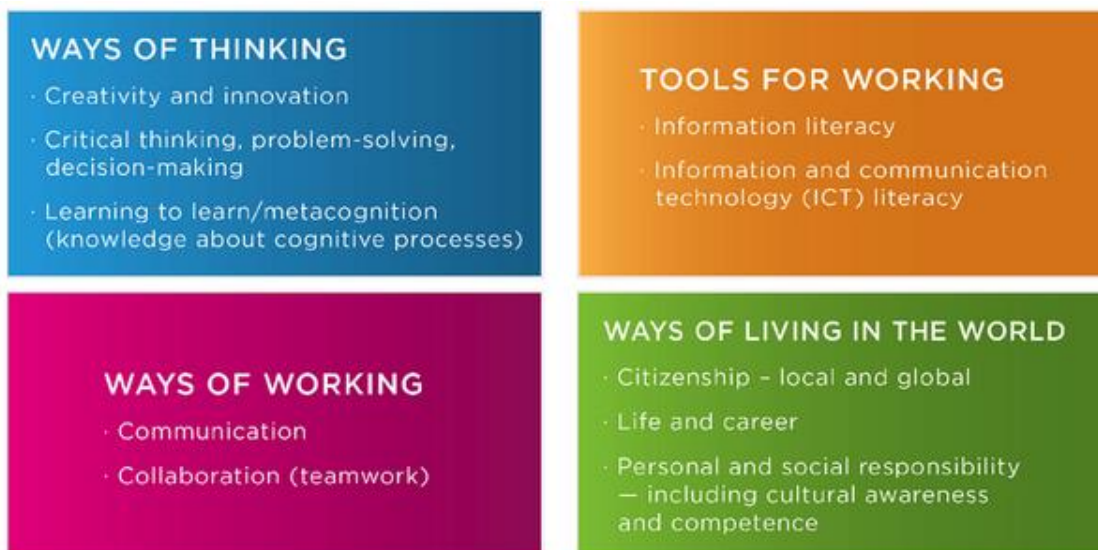 WAYS OF THINKING
· Creativity and innovation
· Critical thinking, problem-solving,
decision-making
· Learning to learn/metacognition
(knowledge about cognitive processes)
TOOLS FOR WORKING
· Information literacy
· Information and communication
technology (ICT) literacy
WAYS OF WORKING
· Communication
· Collaboration (teamwork)
WAYS OF LIVING IN THE WORLD
· Citizenship – local and global
· Life and career
· Personal and social responsibility
— including cultural awareness
and competence